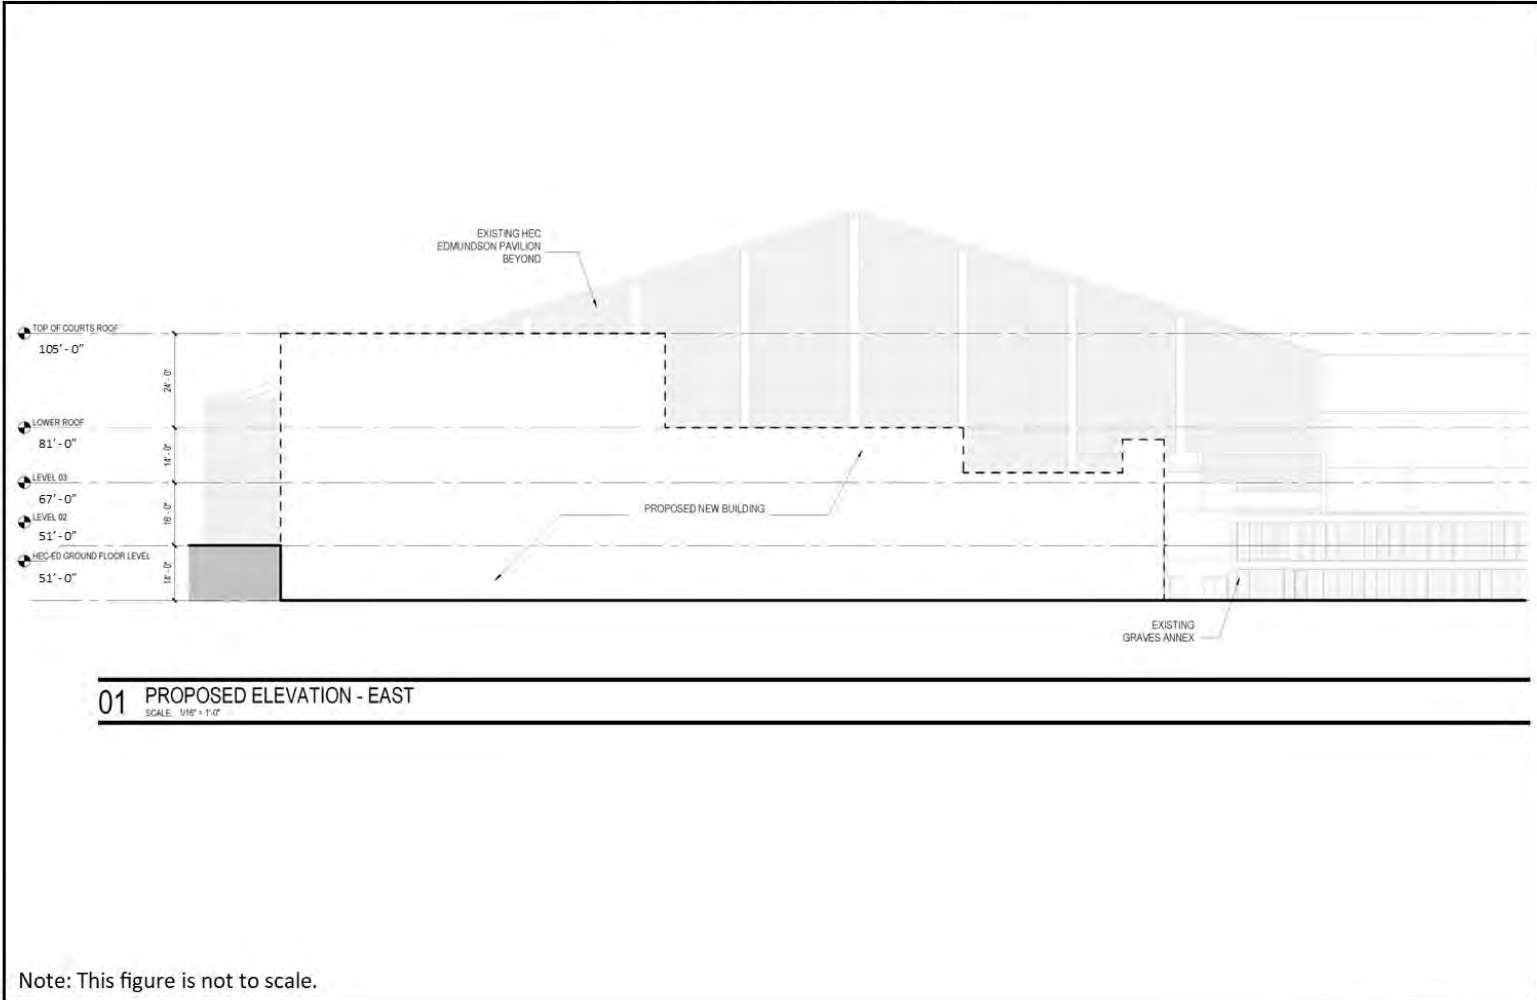 EXISTING HEC
EDMUNDSON PAVILION
BEYOND
TOP OF COURTS ROOF
105' - 0"
24' - 0"
LOWER ROOF
81' - 0"
14' - 0"
LEVEL 03
67' - 0"
LEVEL 02
51' - 0"
PROPOSED NEW BUILDING
HEC-ED GROUND FLOOR LEVEL
51' - 0"
14' - 0"
EXISTING
GRAVES ANNEX
01 PROPOSED ELEVATION - EAST
SCALE: 1/16" = 1'-0"
Note: This figure is not to scale.